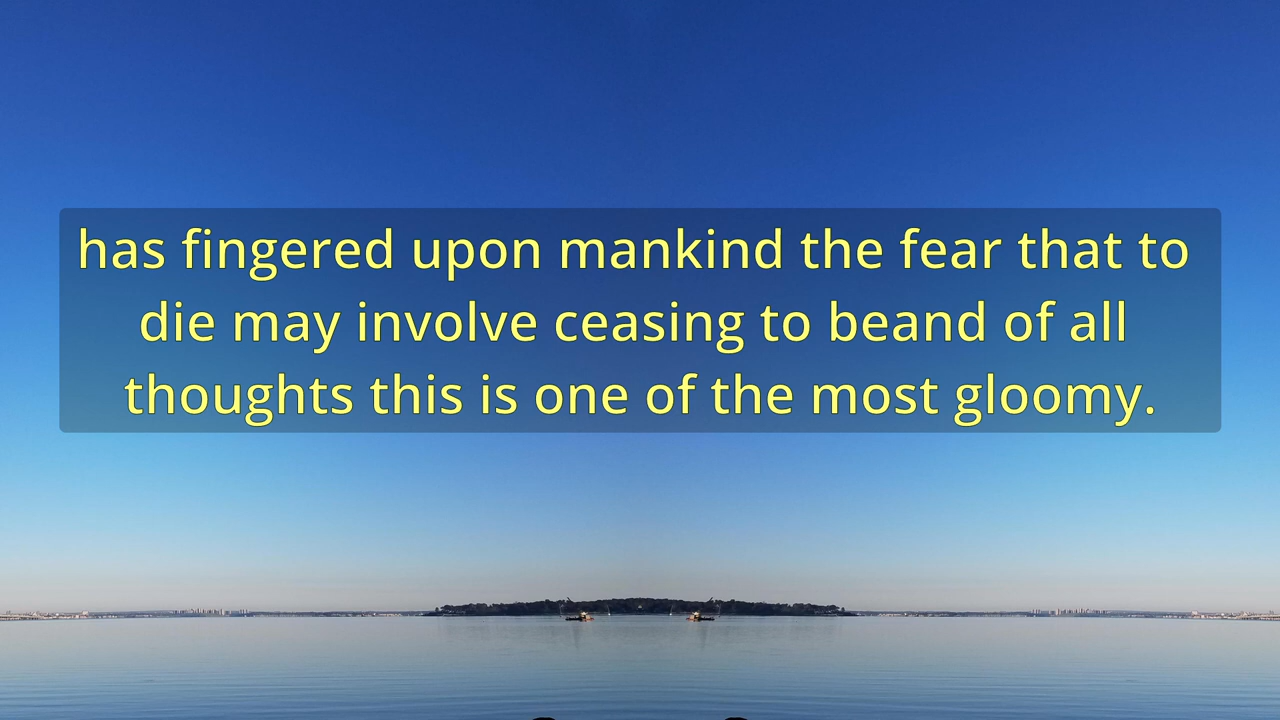 has fingered upon mankind the fear that to
die may involve ceasing to beand of all
thoughts this is one of the most gloomy.